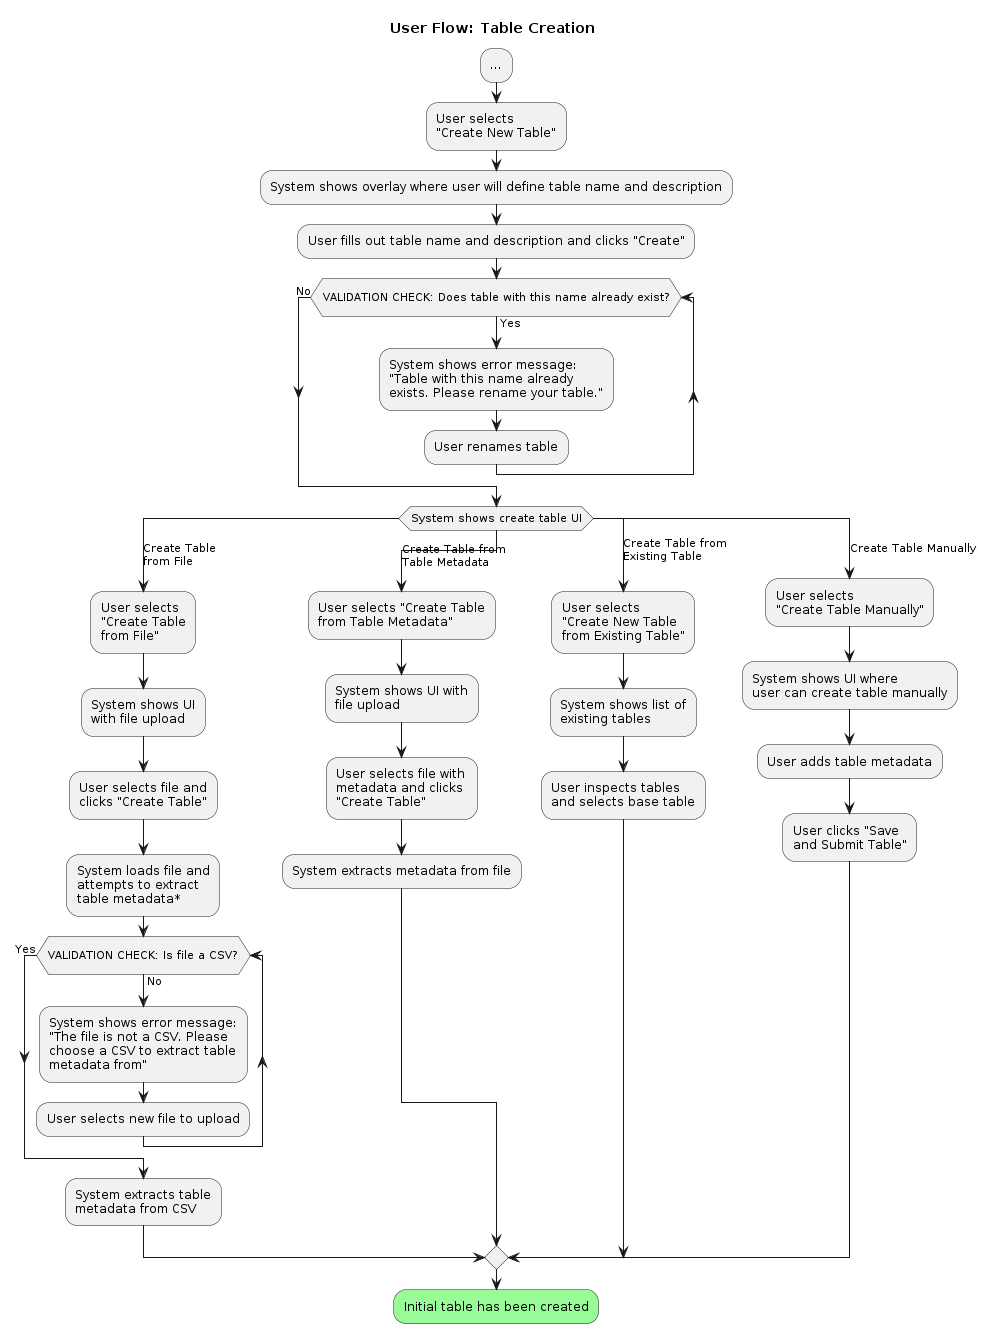 User Flow: Table Creation
...
User selects
"Create New Table"
System shows overlay where user will define table name and description
User fills out table name and description and clicks "Create"
No
VALIDATION CHECK: Does table with this name already exist?
Yes
System shows error message:
"Table with this name already
exists. Please rename your table."
User renames table
System shows create table UI
Create Table
from File
User selects
"Create Table
from File"
System shows UI
with file upload
User selects file and
clicks "Create Table"
System loads file and
attempts to extract
table metadata*
Yes
VALIDATION CHECK: Is file a CSV?
No
System shows error message:
"The file is not a CSV. Please
choose a CSV to extract table
metadata from"
User selects new file to upload
System extracts table
metadata from CSV
Create Table from
Table Metadata
User selects "Create Table
from Table Metadata"
System shows UI with
file upload
User selects file with
metadata and clicks
"Create Table"
System extracts metadata from file
Create Table from
Existing Table
User selects
"Create New Table
from Existing Table"
System shows list of
existing tables
User inspects tables
and selects base table
Create Table Manually
User selects
"Create Table Manually"
System shows UI where
user can create table manually
User adds table metadata
User clicks "Save
and Submit Table"
Initial table has been created